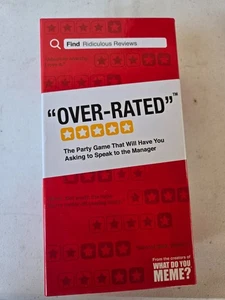 Find Ridiculous Reviews
"OVER-RATED"™
The Party Game That Will Have You
Asking to Speak to the Manager
From the creators of
WHAT DO YOU
MEME?